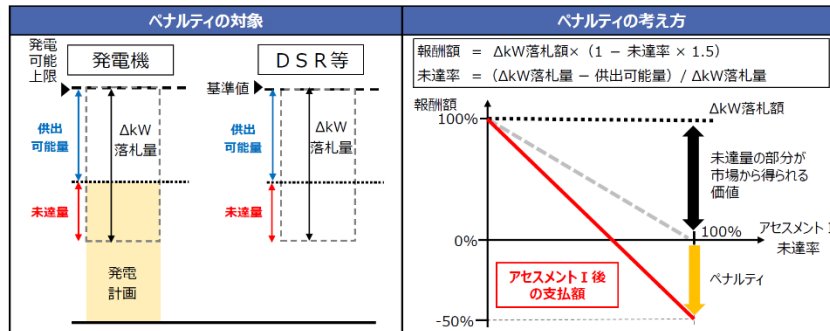 ペナルティの対象
発電
可能
上限
発電機
ＤＳＲ等
基準値
供出
可能量
ΔkW
落札量
未達量
発電
計画
供出
可能量
ΔkW
落札量
未達量
ペナルティの考え方
報酬額 ＝ ΔkW落札額×（1 − 未達率 × 1.5）
未達率 ＝（ΔkW落札量 − 供出可能量）/ ΔkW落札量
報酬額
100%
ΔkW落札額
未達量の部分が
市場から得られる
価値
100%
アセスメントⅠ
未達率
0%
アセスメントⅠ後
の支払額
ペナルティ
-50%